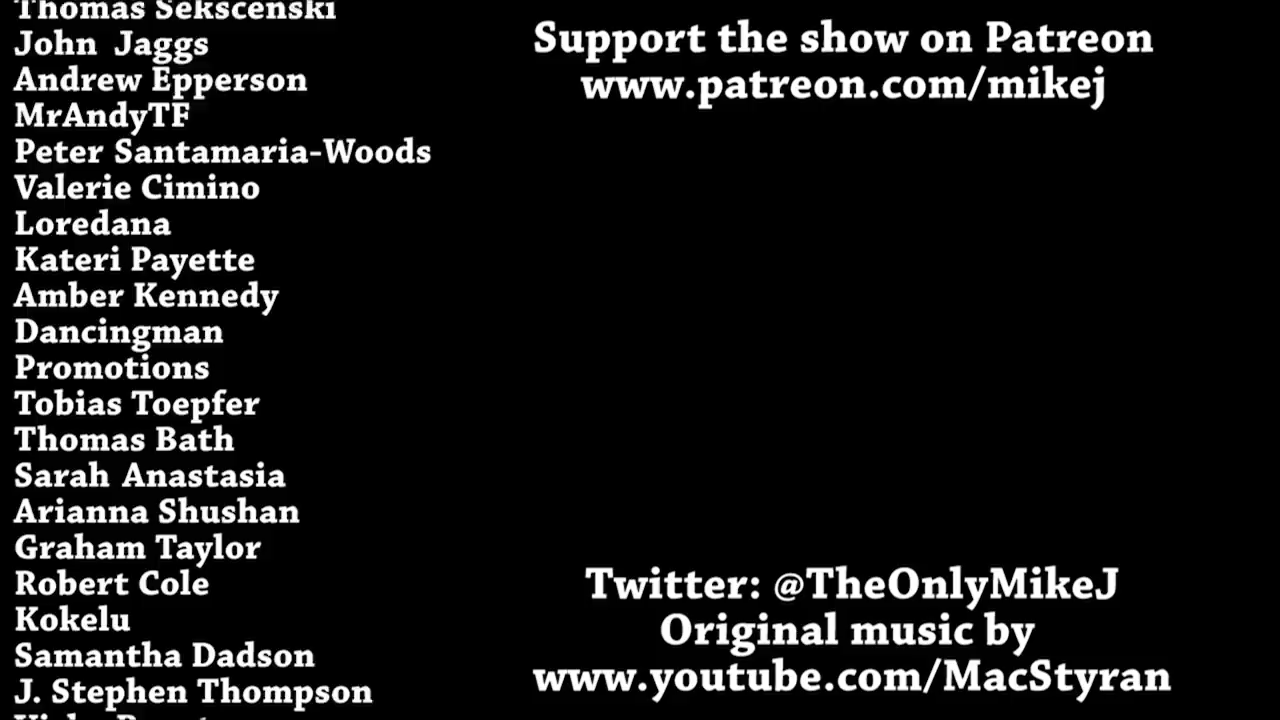 Thomas Sekscenski
John Jaggs
Andrew Epperson
MrAndyTF
Peter Santamaria-Woods
Valerie Cimino
Loredana
Kateri Payette
Amber Kennedy
Dancingman
Promotions
Tobias Toepfer
Thomas Bath
Sarah Anastasia
Arianna Shushan
Graham Taylor
Robert Cole
Kokelu
Samantha Dadson
J. Stephen Thompson
Support the show on Patreon
www.patreon.com/mikej
Twitter: @TheOnlyMikeJ
Original music by
www.youtube.com/MacStyran